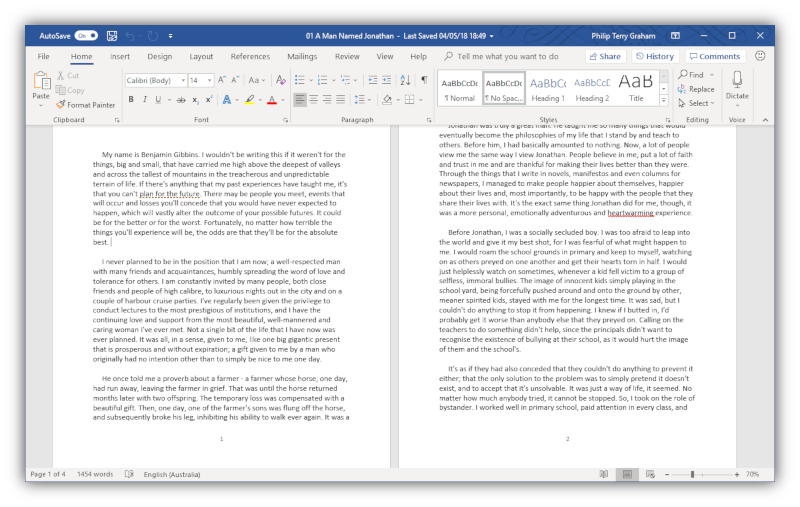 AutoSave On 01 A Man Named Jonathan - Last Saved 04/05/18 18:49 Philip Terry Graham
File Home Insert Design Layout References Mailings Review View Help Tell me what you want to do Share History Comments
Paste Cut Copy Format Painter
Calibri (Body) 14
AaBbCcDc AaBbCcDc AaBbCc AaBbCcC AaB
¶ Normal ¶ No Spac... Heading 1 Heading 2 Title
Find Replace Select
Dictate
Clipboard Font Paragraph Styles Editing Voice
My name is Benjamin Gibbins. I wouldn't be writing this if it weren't for the
things, big and small, that have carried me high above the deepest of valleys
and across the tallest of mountains in the treacherous and unpredictable
terrain of life. If there's anything that my past experiences have taught me, it's
that you can't plan for the future. There may be people you meet, events that
will occur and losses you'll concede that you would have never expected to
happen, which will vastly alter the outcome of your possible futures. It could
be for the better or for the worst. Fortunately, no matter how terrible the
things you'll experience will be, the odds are that they'll be for the absolute
best.
I never planned to be in the position that I am now; a well-respected man
with many friends and acquaintances, humbly spreading the word of love and
tolerance for others. I am constantly invited by many people, both close
friends and people of high calibre, to luxurious nights out in the city and on a
couple of harbour cruise parties. I've regularly been given the privilege to
conduct lectures to the most prestigious of institutions, and I have the
continuing love and support from the most beautiful, well-mannered and
caring woman I've ever met. Not a single bit of the life that I have now was
ever planned. It was all, in a sense, given to me, like one big gigantic present
that is prosperous and without expiration; a gift given to me by a man who
originally had no intention other than to simply be nice to me one day.
He once told me a proverb about a farmer - a farmer whose horse, one day,
had run away, leaving the farmer in grief. That was until the horse returned
months later with two offspring. The temporary loss was compensated with a
beautiful gift. Then, one day, one of the farmer's sons was flung off the horse,
and subsequently broke his leg, inhibiting his ability to walk ever again. It was a
1
Jonathan was truly a great man. He taught me so many things that would
eventually become the philosophies of my life that I stand by and teach to
others. Before him, I had basically amounted to nothing. Now, a lot of people
view me the same way I view Jonathan. People believe in me, put a lot of faith
and trust in me and are thankful for making their lives better than they were.
Through the things that I write in novels, manifestos and even columns for
newspapers, I managed to make people happier about themselves, happier
about their lives and, most importantly, to be happy with the people that they
share their lives with. It's the exact same thing Jonathan did for me, though, it
was a more personal, emotionally adventurous and heartwarming experience.
Before Jonathan, I was a socially secluded boy. I was too afraid to leap into
the world and give it my best shot, for I was fearful of what might happen to
me. I would roam the school grounds in primary and keep to myself, watching
on as others preyed on one another and get their hearts torn in half. I would
just helplessly watch on sometimes, whenever a kid fell victim to a group of
selfless, immoral bullies. The image of innocent kids simply playing in the
school yard, being forcefully pushed around and onto the ground by other,
meaner spirited kids, stayed with me for the longest time. It was sad, but I
couldn't do anything to stop it from happening. I knew if I butted in, I'd
probably get it worse than anybody else that they preyed on. Calling on the
teachers to do something didn't help, since the principals didn't want to
recognise the existence of bullying at their school, as it would hurt the image
of them and the school's.
It's as if they had also conceded that they couldn't do anything to prevent it
either; that the only solution to the problem was to simply pretend it doesn't
exist, and to accept that it's unsolvable. It was just a way of life, it seemed. No
matter how much anybody tried, it cannot be stopped. So, I took on the role of
bystander. I worked well in primary school, paid attention in every class, and
2
Page 1 of 4 1454 words English (Australia) 70%